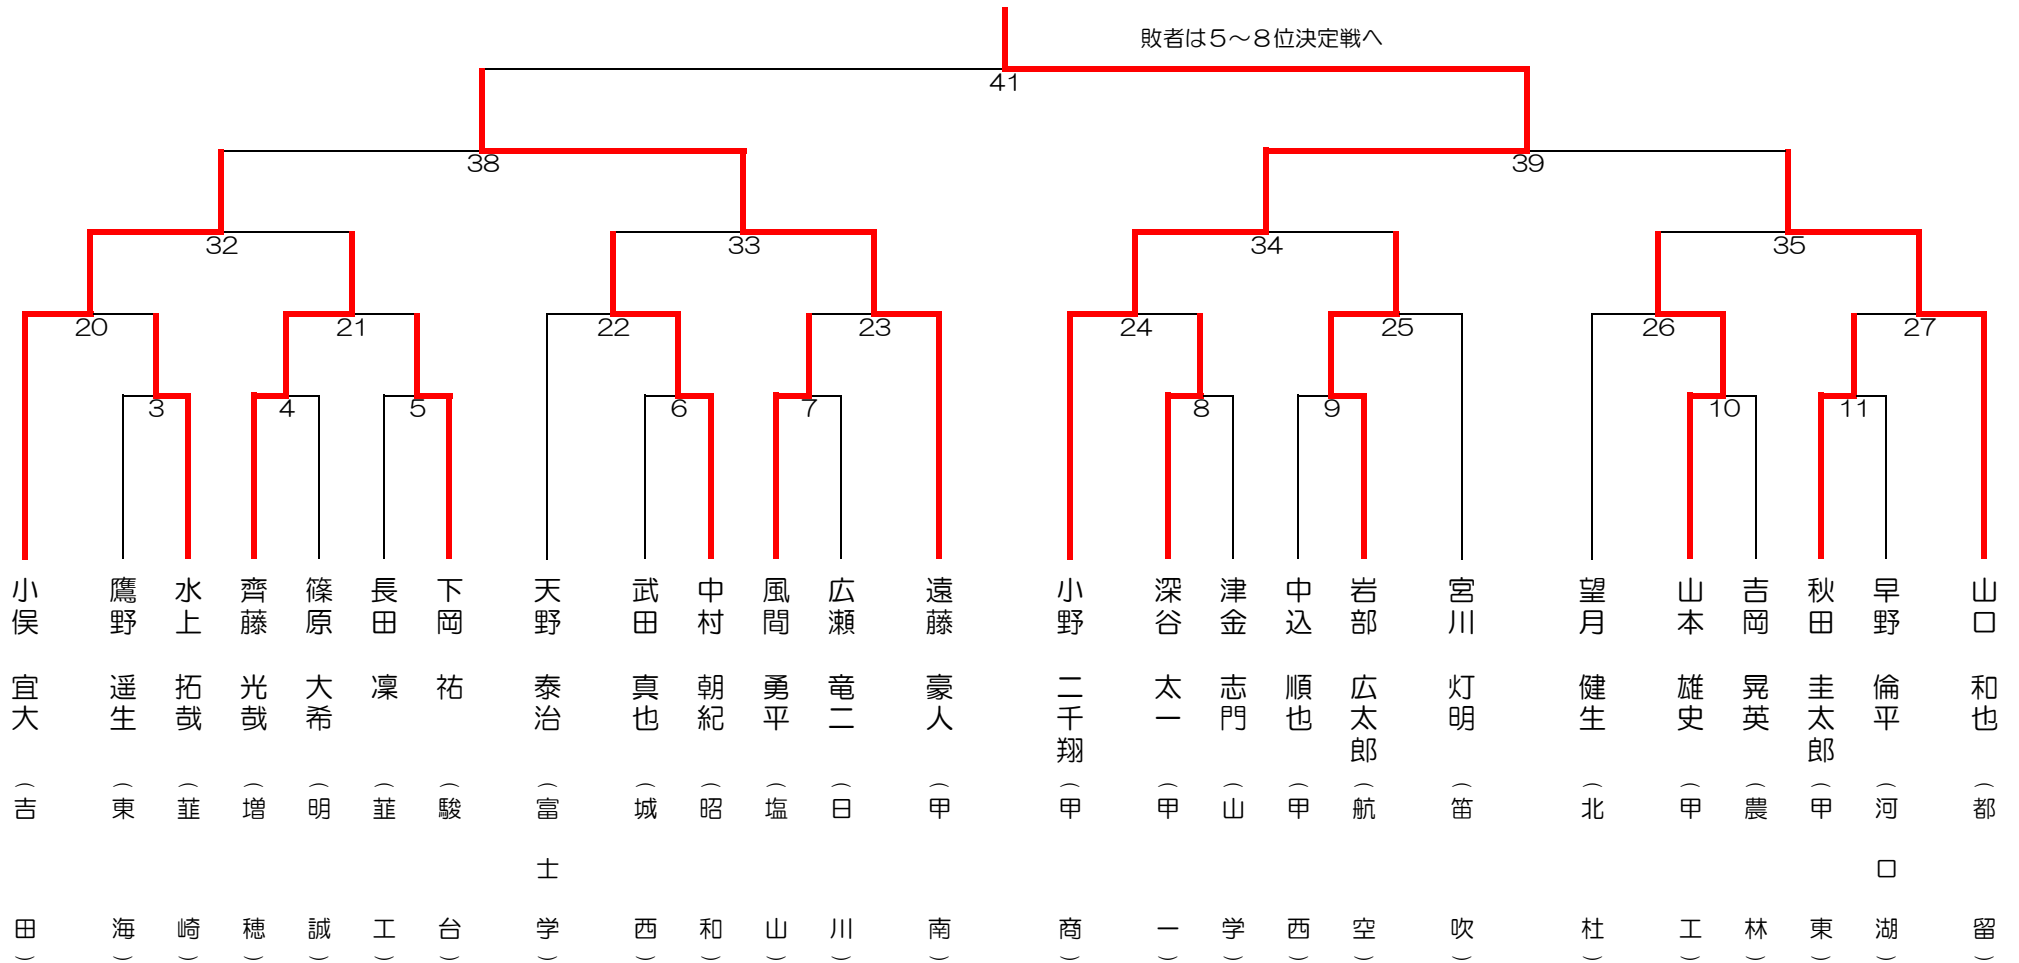 敗者は5～8位決定戦へ
41
38
39
32
33
34
35
20
21
22
23
24
25
26
27
3
4
5
6
7
8
9
10
11
小俣 宜大 （吉田）
鷹野 遥生 （東海）
水上 拓哉 （韮崎）
齊藤 光哉 （増穂）
篠原 大希 （明誠）
長田 凜 （韮工）
下岡 祐 （駿台）
天野 泰治 （富士学）
武田 真也 （城西）
中村 朝紀 （昭和）
風間 勇平 （塩山）
広瀬 竜二 （日川）
遠藤 豪人 （甲南）
小野 二千翔 （甲商）
深谷 太一 （甲一）
津金 志門 （山学）
中込 順也 （甲西）
岩部 広太郎 （航空）
宮川 灯明 （笛吹）
望月 健生 （北杜）
山本 雄史 （甲工）
吉岡 晃英 （農林）
秋田 圭太郎 （甲東）
早野 倫平 （河口湖）
山口 和也 （都留）